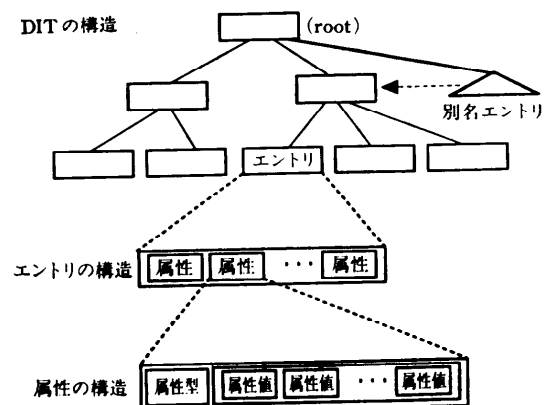 DITの構造
(root)
別名エントリ
エントリ
エントリの構造
属性 属性 ・・・ 属性
属性の構造
属性型 属性値 属性値 ・・・ 属性値